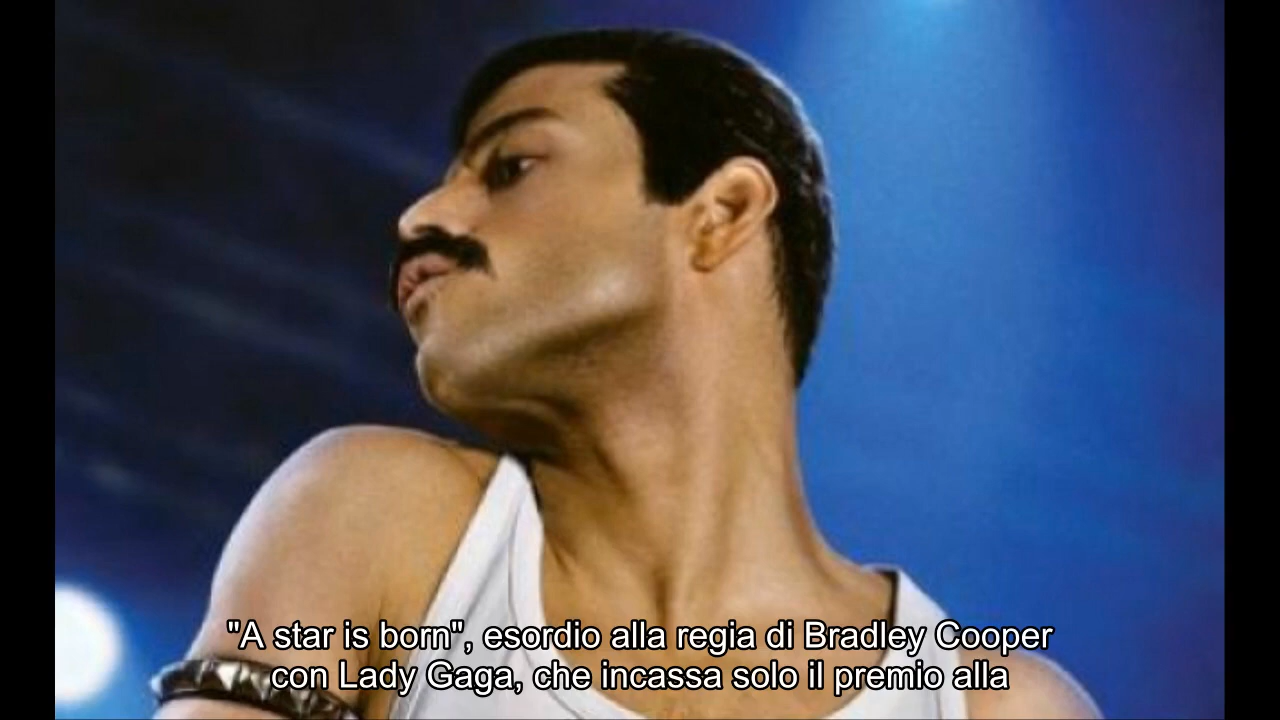 "A star is born", esordio alla regia di Bradley Cooper
con Lady Gaga, che incassa solo il premio alla